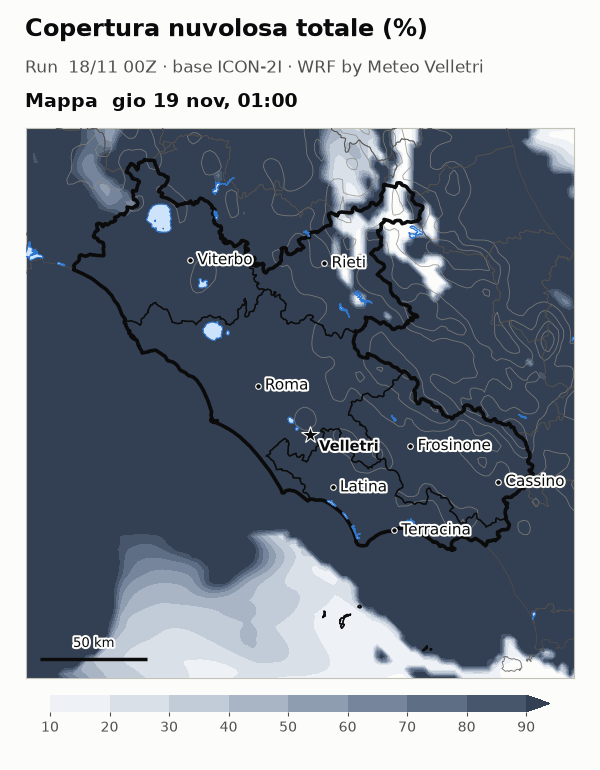 Copertura nuvolosa totale (%)
Run  18/11 00Z · base ICON-2I · WRF by Meteo Velletri
Mappa  gio 19 nov, 01:00
Viterbo
Rieti
Roma
Velletri
Frosinone
Cassino
Latina
Terracina
50 km
10 20 30 40 50 60 70 80 90